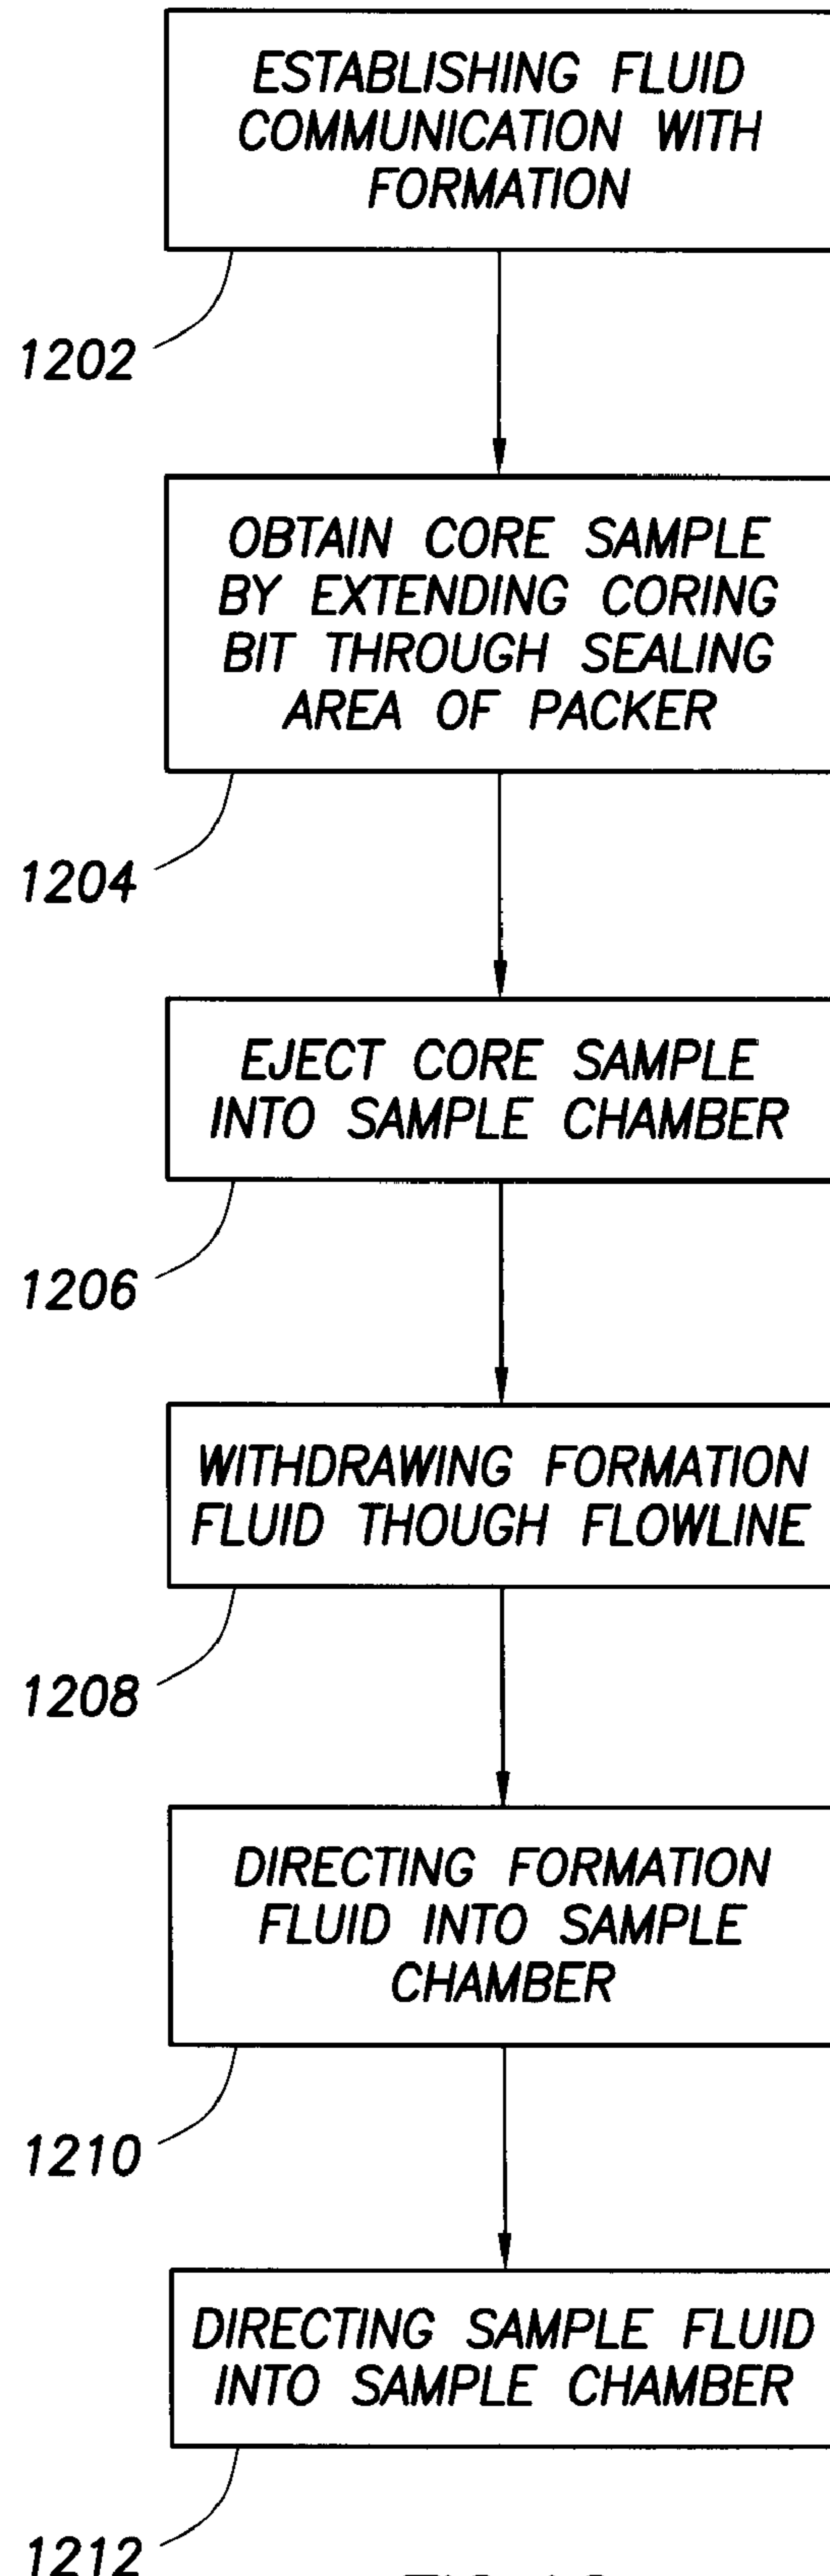 ESTABLISHING FLUID
COMMUNICATION WITH
FORMATION
1202
OBTAIN CORE SAMPLE
BY EXTENDING CORING
BIT THROUGH SEALING
AREA OF PACKER
1204
EJECT CORE SAMPLE
INTO SAMPLE CHAMBER
1206
WITHDRAWING FORMATION
FLUID THOUGH FLOWLINE
1208
DIRECTING FORMATION
FLUID INTO SAMPLE
CHAMBER
1210
DIRECTING SAMPLE FLUID
INTO SAMPLE CHAMBER
1212